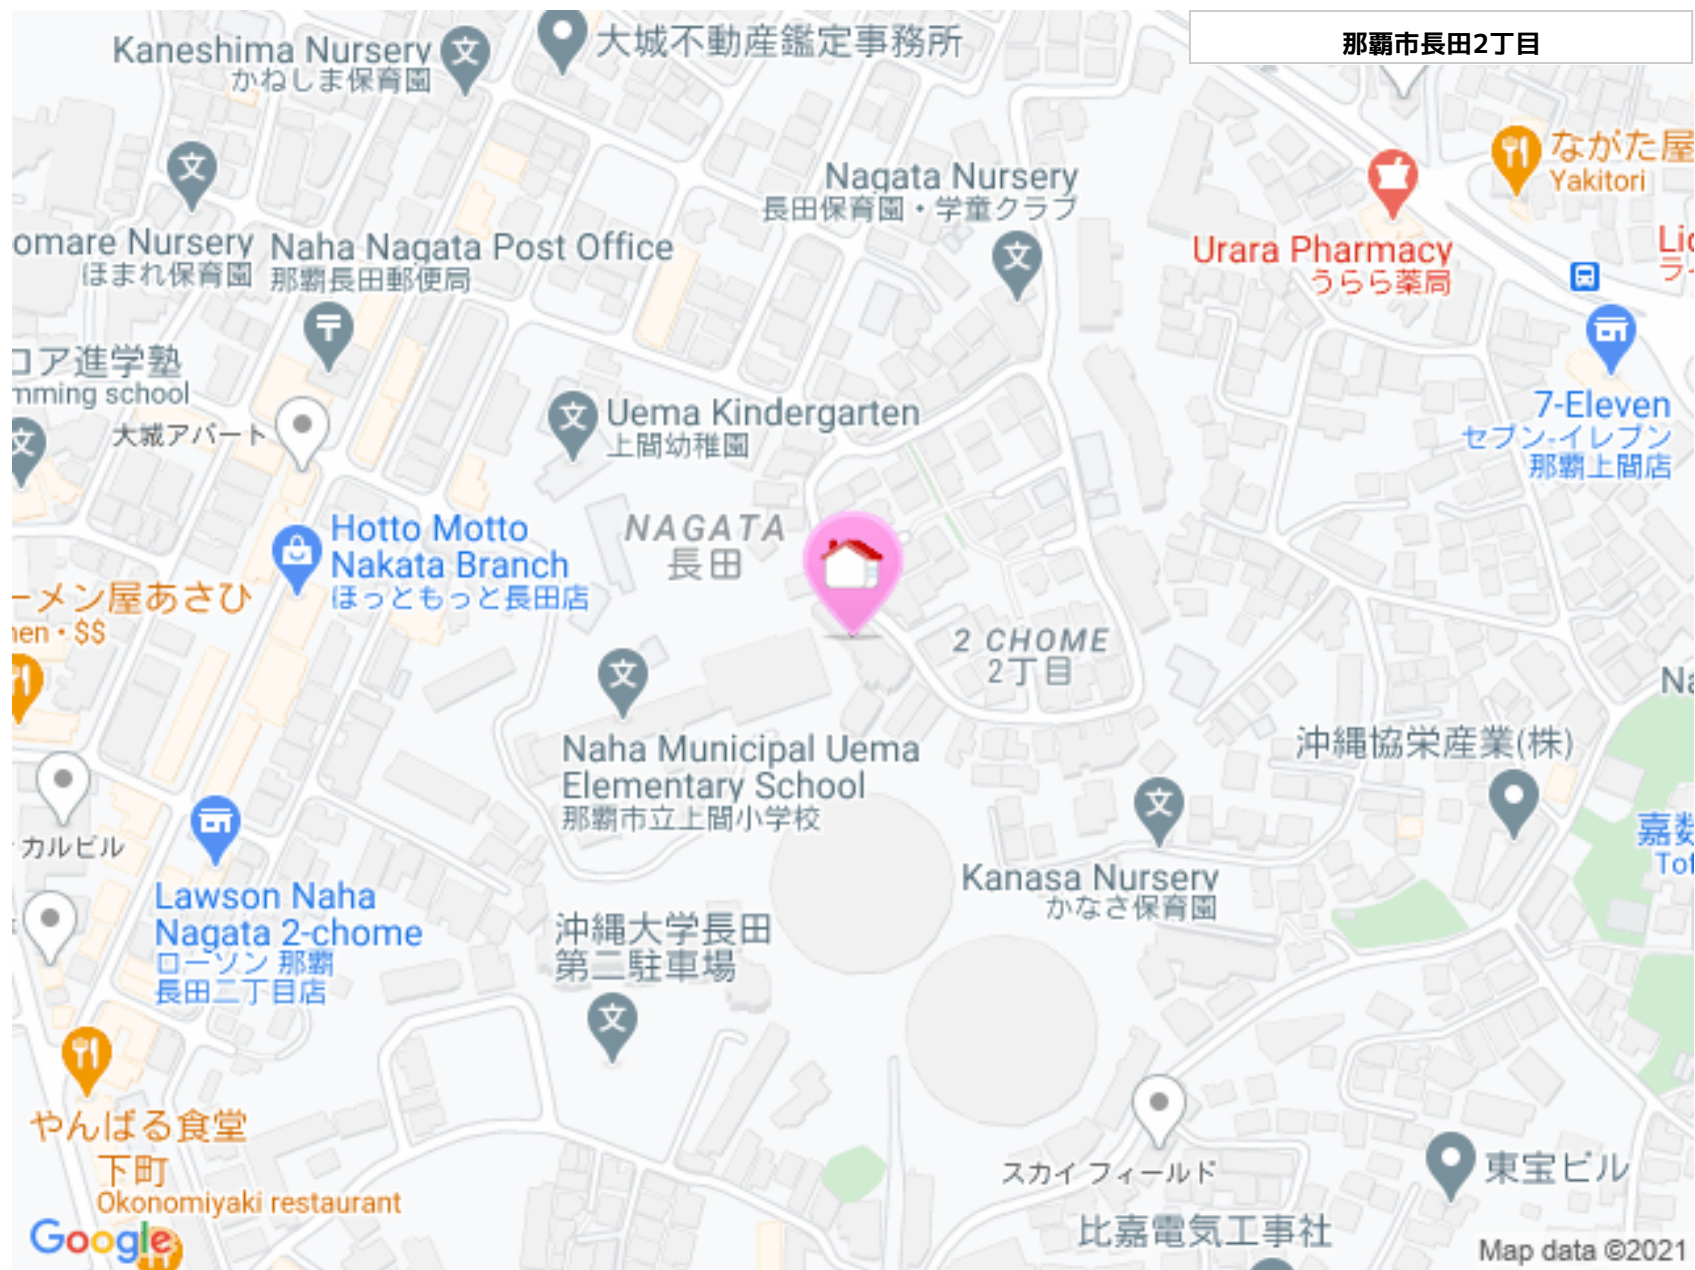 那覇市長田2丁目
Kaneshima Nursery
かねしま保育園
大城不動産鑑定事務所
ながた屋
Yakitori
Nagata Nursery
長田保育園・学童クラブ
Urara Pharmacy
うらら薬局
omare Nursery
ほまれ保育園
Naha Nagata Post Office
那覇長田郵便局
コア進学塾
mming school
大城アパート
Uema Kindergarten
上間幼稚園
7-Eleven
セブン-イレブン
那覇上間店
NAGATA
長田
Hotto Motto
Nakata Branch
ほっともっと長田店
ーメン屋あさひ
en・$$
2 CHOME
2丁目
Naha Municipal Uema
Elementary School
那覇市立上間小学校
沖縄協栄産業(株)
カルビル
Kanasa Nursery
かなさ保育園
嘉数
Tof
Lawson Naha
Nagata 2-chome
ローソン 那覇
長田二丁目店
沖縄大学長田
第二駐車場
やんばる食堂
下町
Okonomiyaki restaurant
スカイフィールド
東宝ビル
比嘉電気工事社
Google
Map data ©2021